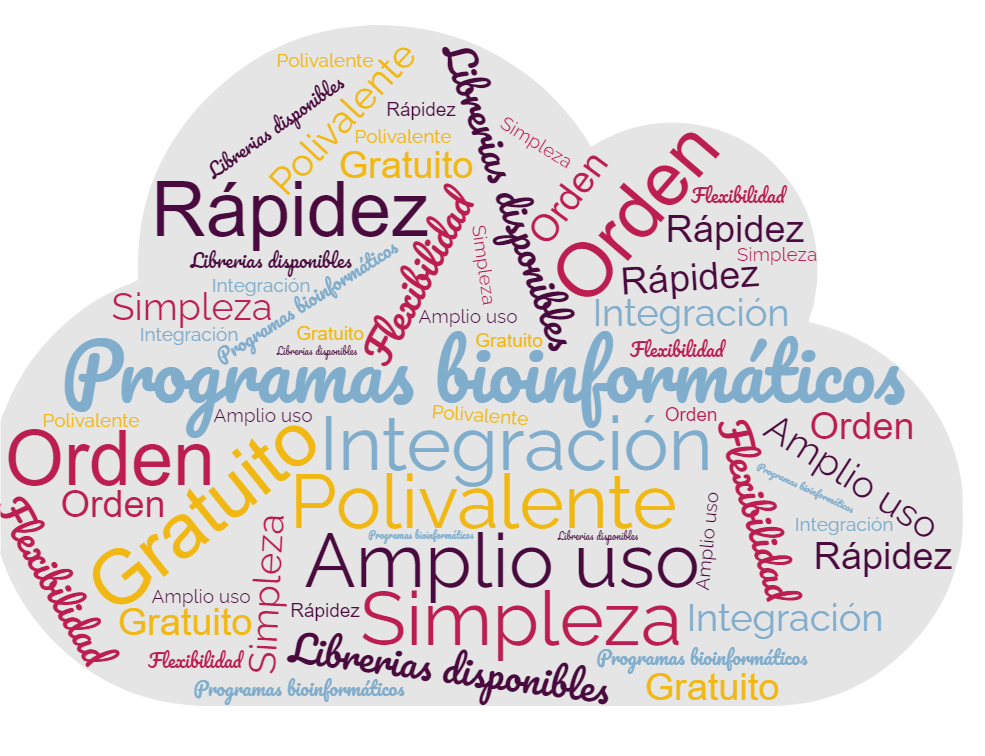 Polivalente
Polivalente
Librerias disponibles
Librerias disponibles
Rápidez
Polivalente
Gratuito
Simpleza
Orden
Orden
Rápidez
Flexibilidad
Flexibilidad
Rápidez
Simpleza
Simpleza
Librerias disponibles
Programas bioinformáticos
Rápidez
Integración
Simpleza
Integración
Amplio uso
Integración
Gratuito
Gratuito
Librerias disponibles
Flexibilidad
Programas bioinformáticos
Polivalente
Amplio uso
Polivalente
Orden
Orden
Amplio uso
Flexibilidad
Orden
Gratuito
Integración
Programas bioinformáticos
Orden
Polivalente
Integración
Flexibilidad
Simpleza
Programas bioinformáticos
Librerias disponibles
Amplio uso
Amplio uso
Rápidez
Amplio uso
Rápidez
Simpleza
Gratuito
Integración
Flexibilidad
Librerias disponibles
Programas bioinformáticos
Programas bioinformáticos
Gratuito